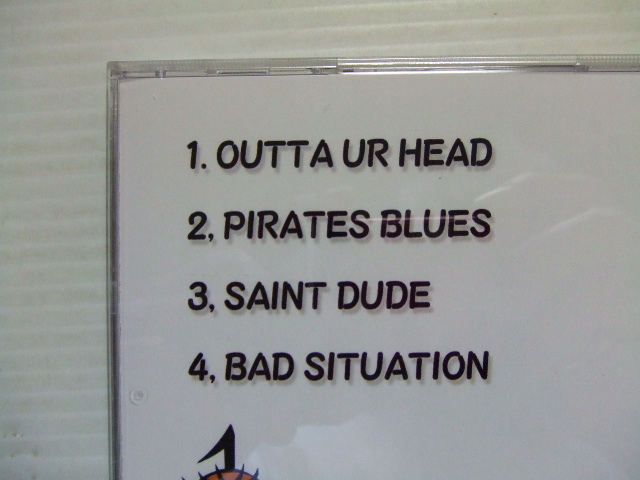 1. OUTTA UR HEAD
2, PIRATES BLUES
3, SAINT DUDE
4, BAD SITUATION